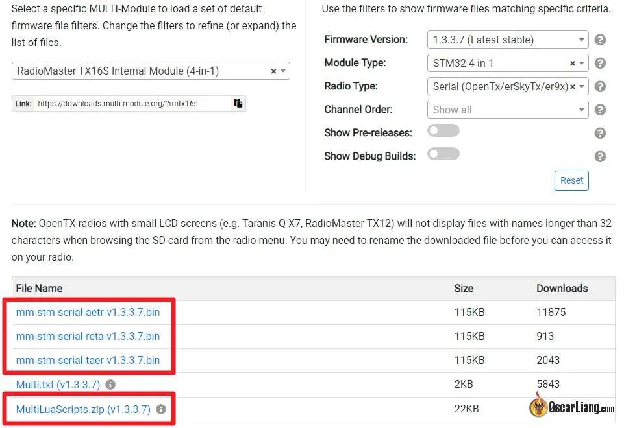 Select a specific MULTI-Module to load a set of default
firmware file filters. Change the filters to refine (or expand) the
list of files.
RadioMaster TX16S Internal Module (4-in-1)
Link: https://downloads.multi-module.org/?
Use the filters to show firmware files matching specific criteria.
Firmware Version: 1.3.3.7 (Latest stable)
Module Type: STM32 4 in 1
Radio Type: Serial (OpenTx/erSkyTx/er9x)
Channel Order: Show all
Show Pre-releases:
Show Debug Builds:
Reset
Note: OpenTX radios with small LCD screens (e.g. Taranis Q X7, RadioMaster TX12) will not display files with names longer than 32
characters when browsing the SD card from the radio menu. You may need to rename the downloaded file before you can access it
on your radio.
File Name Size Downloads
mm-stm-serial-aetr-v1.3.3.7.bin 115KB 11875
mm-stm-serial-reta-v1.3.3.7.bin 115KB 913
mm-stm-serial-taer-v1.3.3.7.bin 115KB 2043
Multi.txt (v1.3.3.7) 2KB 5843
MultiLuaScripts.zip (v1.3.3.7) 22KB
OscarLiang.com